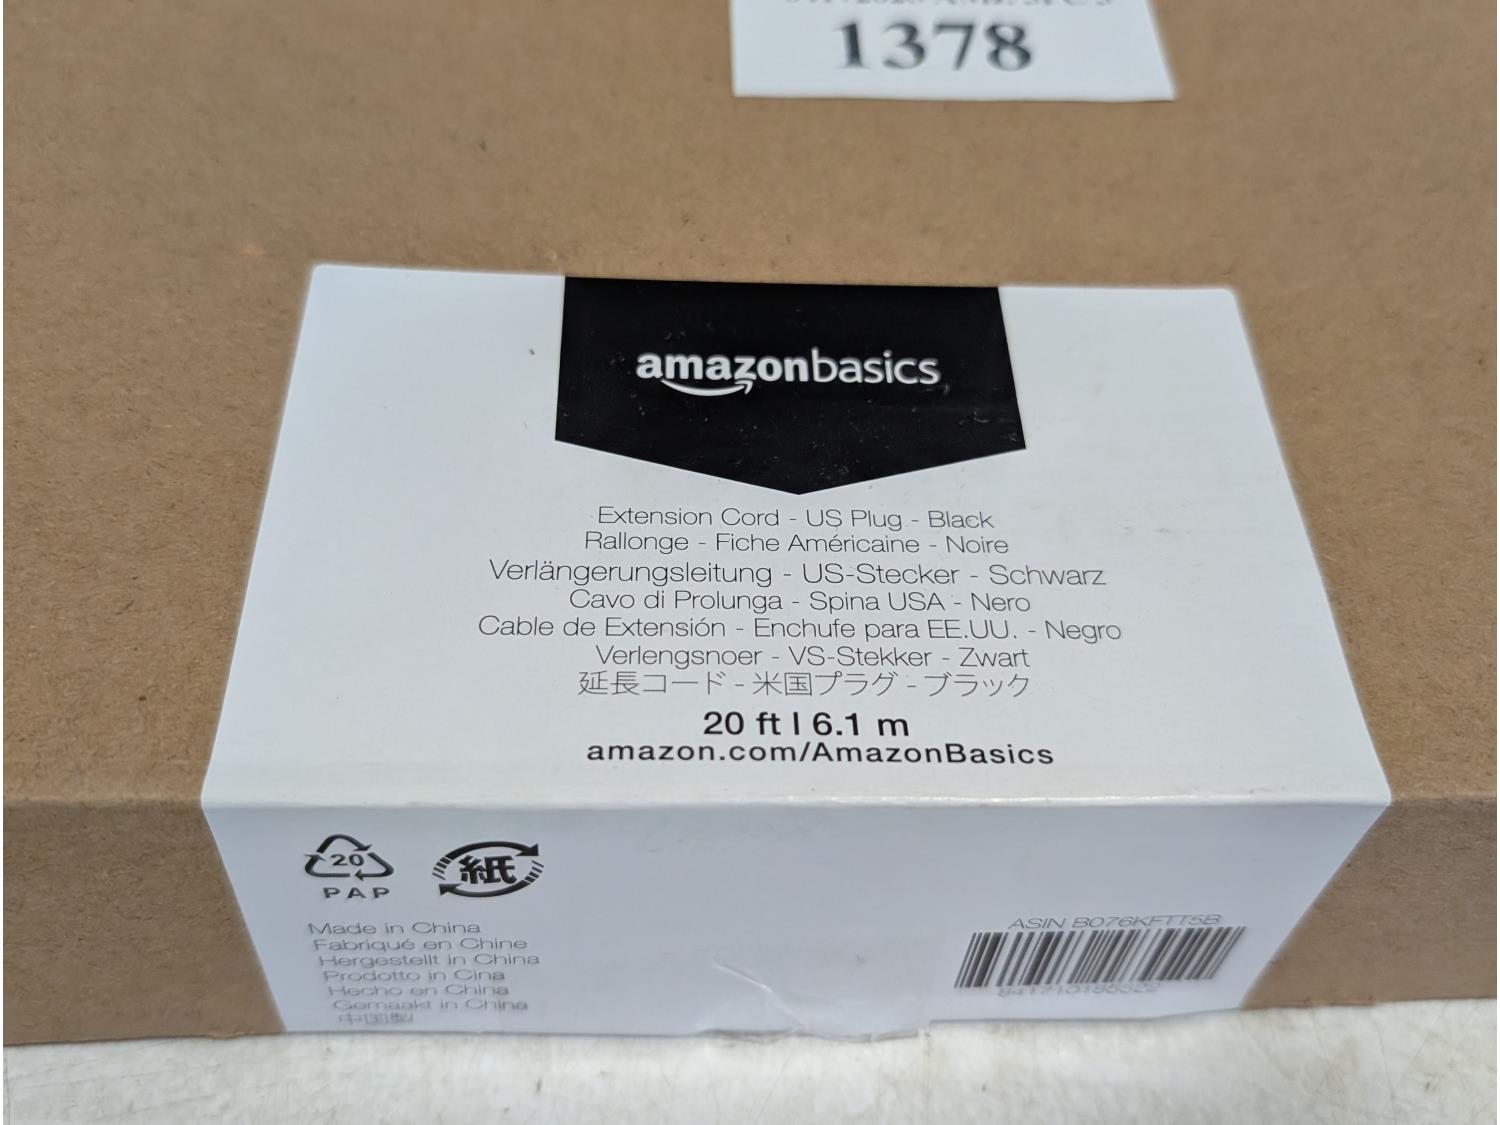 1378
amazonbasics
Extension Cord - US Plug - Black
Rallonge - Fiche Américaine - Noire
Verlängerungsleitung - US-Stecker - Schwarz
Cavo di Prolunga - Spina USA - Nero
Cable de Extensión - Enchufe para EE.UU. - Negro
Verlengsnoer - VS-Stekker - Zwart
延長コード - 米国プラグ - ブラック
20 ft | 6.1 m
amazon.com/AmazonBasics
20
PAP
紙
Made in China
Fabriqué en Chine
Hergestellt in China
Prodotto in Cina
Hecho en China
Gemaakt in China
中国製
ASIN B076KFTT5B